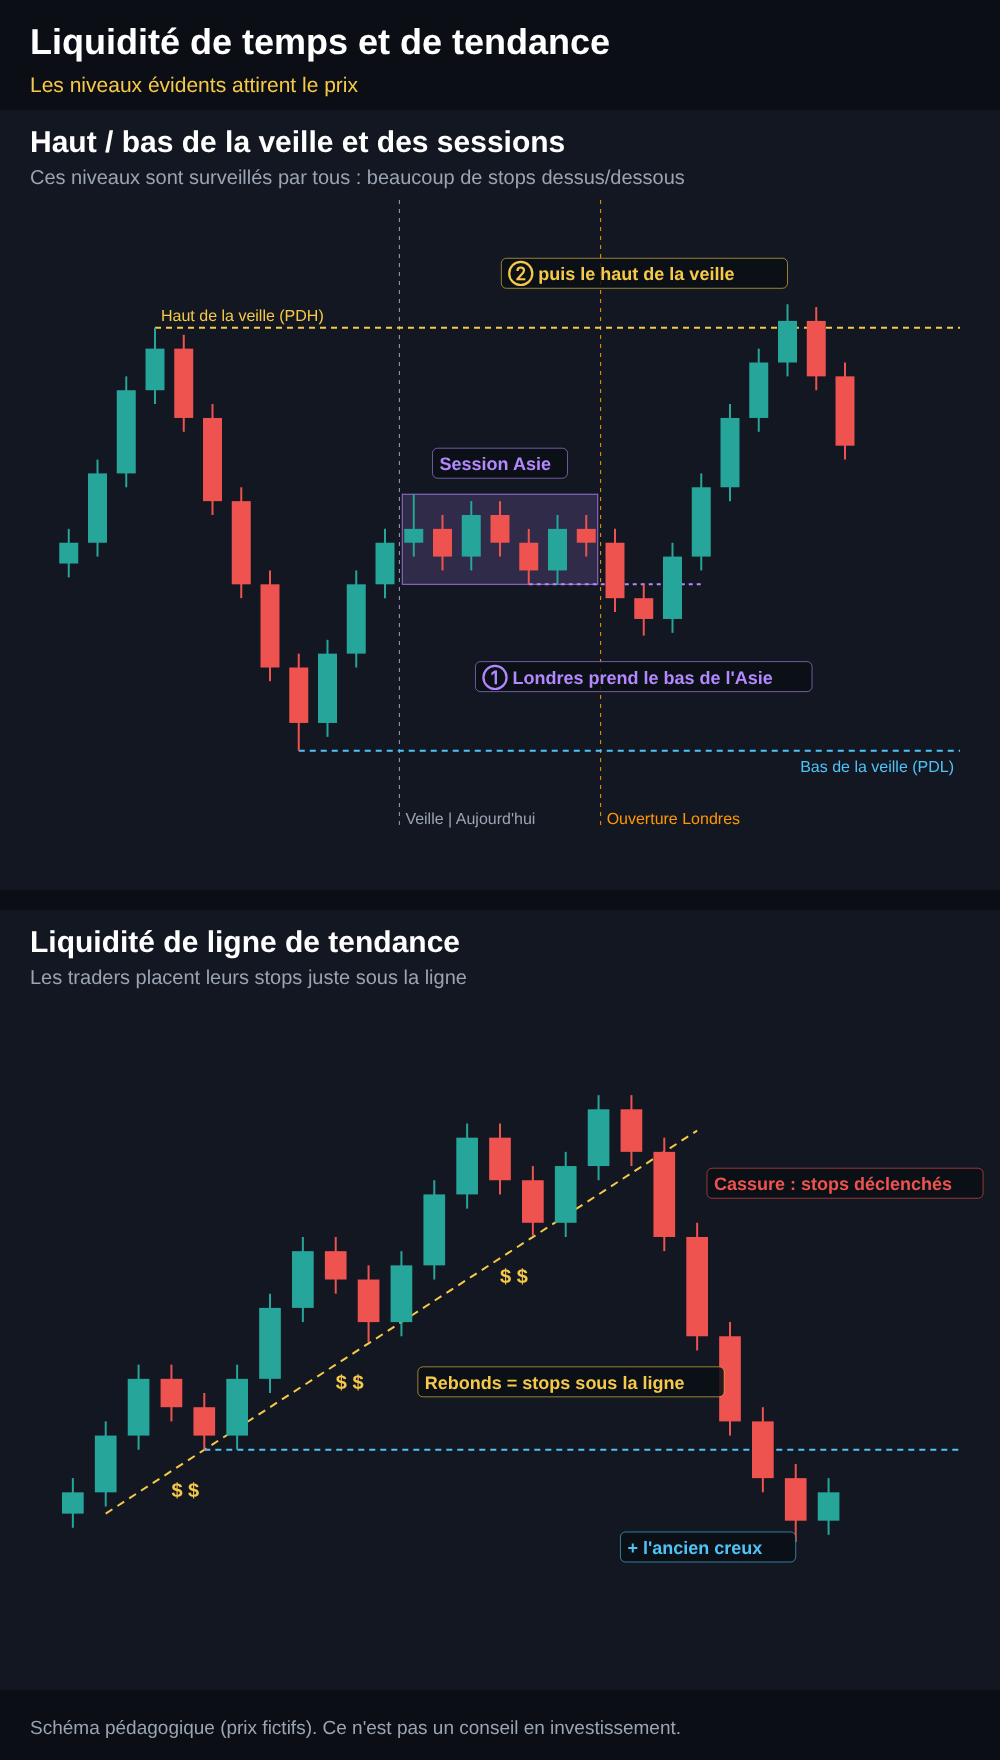 Liquidité de temps et de tendance
Les niveaux évidents attirent le prix
Haut / bas de la veille et des sessions
Ces niveaux sont surveillés par tous : beaucoup de stops dessus/dessous
② puis le haut de la veille
Haut de la veille (PDH)
Session Asie
① Londres prend le bas de l'Asie
Bas de la veille (PDL)
Veille | Aujourd'hui
Ouverture Londres
Liquidité de ligne de tendance
Les traders placent leurs stops juste sous la ligne
Cassure : stops déclenchés
$ $
$ $
Rebonds = stops sous la ligne
$ $
+ l'ancien creux
Schéma pédagogique (prix fictifs). Ce n'est pas un conseil en investissement.